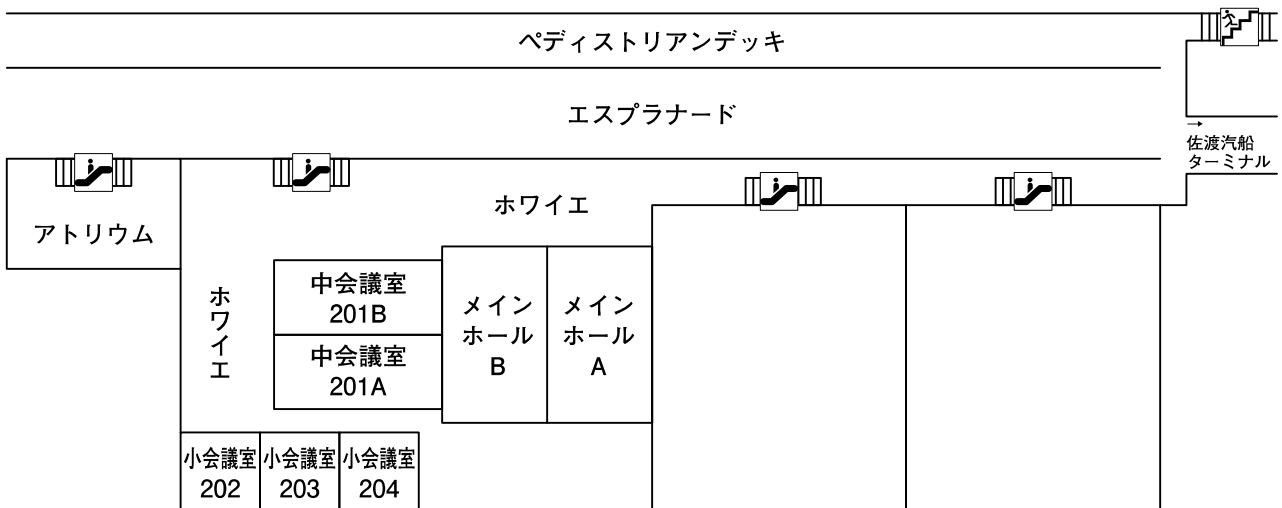 ペディストリアンデッキ
エスプラナード
→
佐渡汽船
ターミナル
アトリウム
ホワイエ
ホワイエ
中会議室
201B
中会議室
201A
メイン
ホール
B
メイン
ホール
A
小会議室
202
小会議室
203
小会議室
204